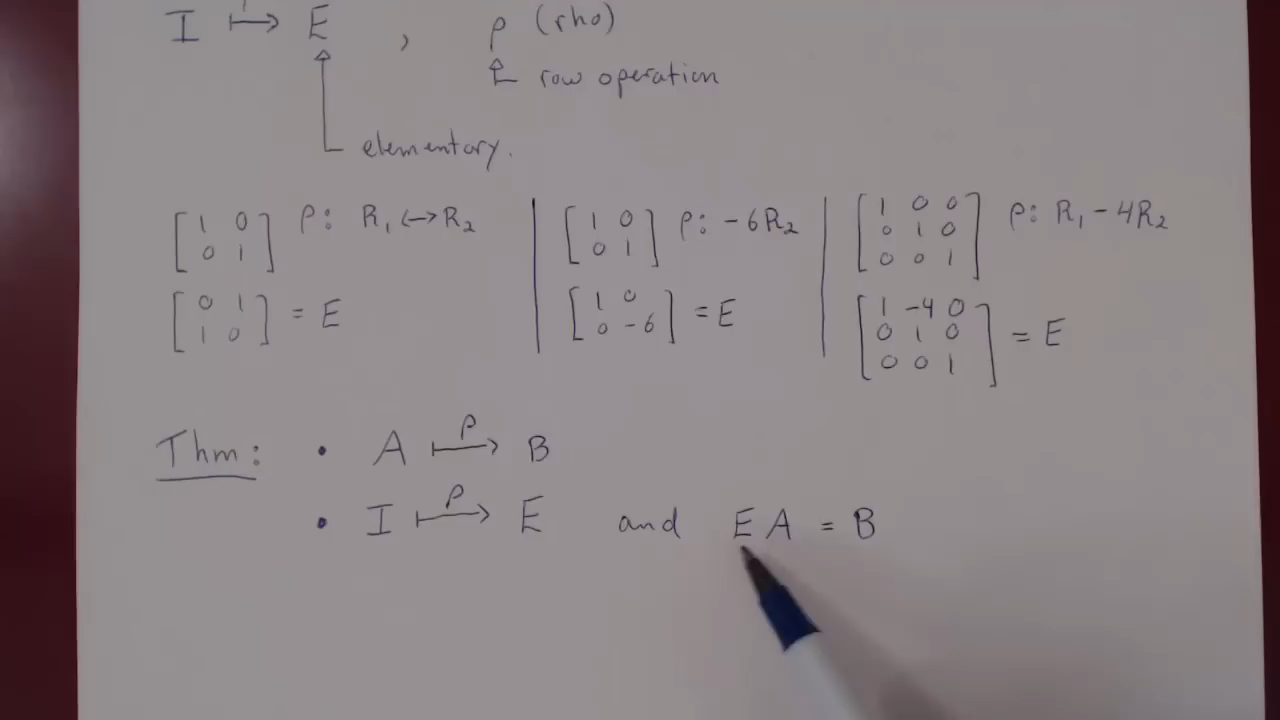 I ↦ E , ρ (rho)
row operation
elementary.
[1 0] ρ: R₁ ↔ R₂ | [1 0] ρ: -6R₂ | [1 0 0] ρ: R₁ - 4R₂
[0 1] | [0 1] | [0 1 0]
[0 0 1]
[0 1] = E | [1 0] = E | [1 -4 0]
[1 0] | [0 -6] | [0 1 0] = E
[0 0 1]
Thm: • A ↦ρ B
• I ↦ρ E and EA = B